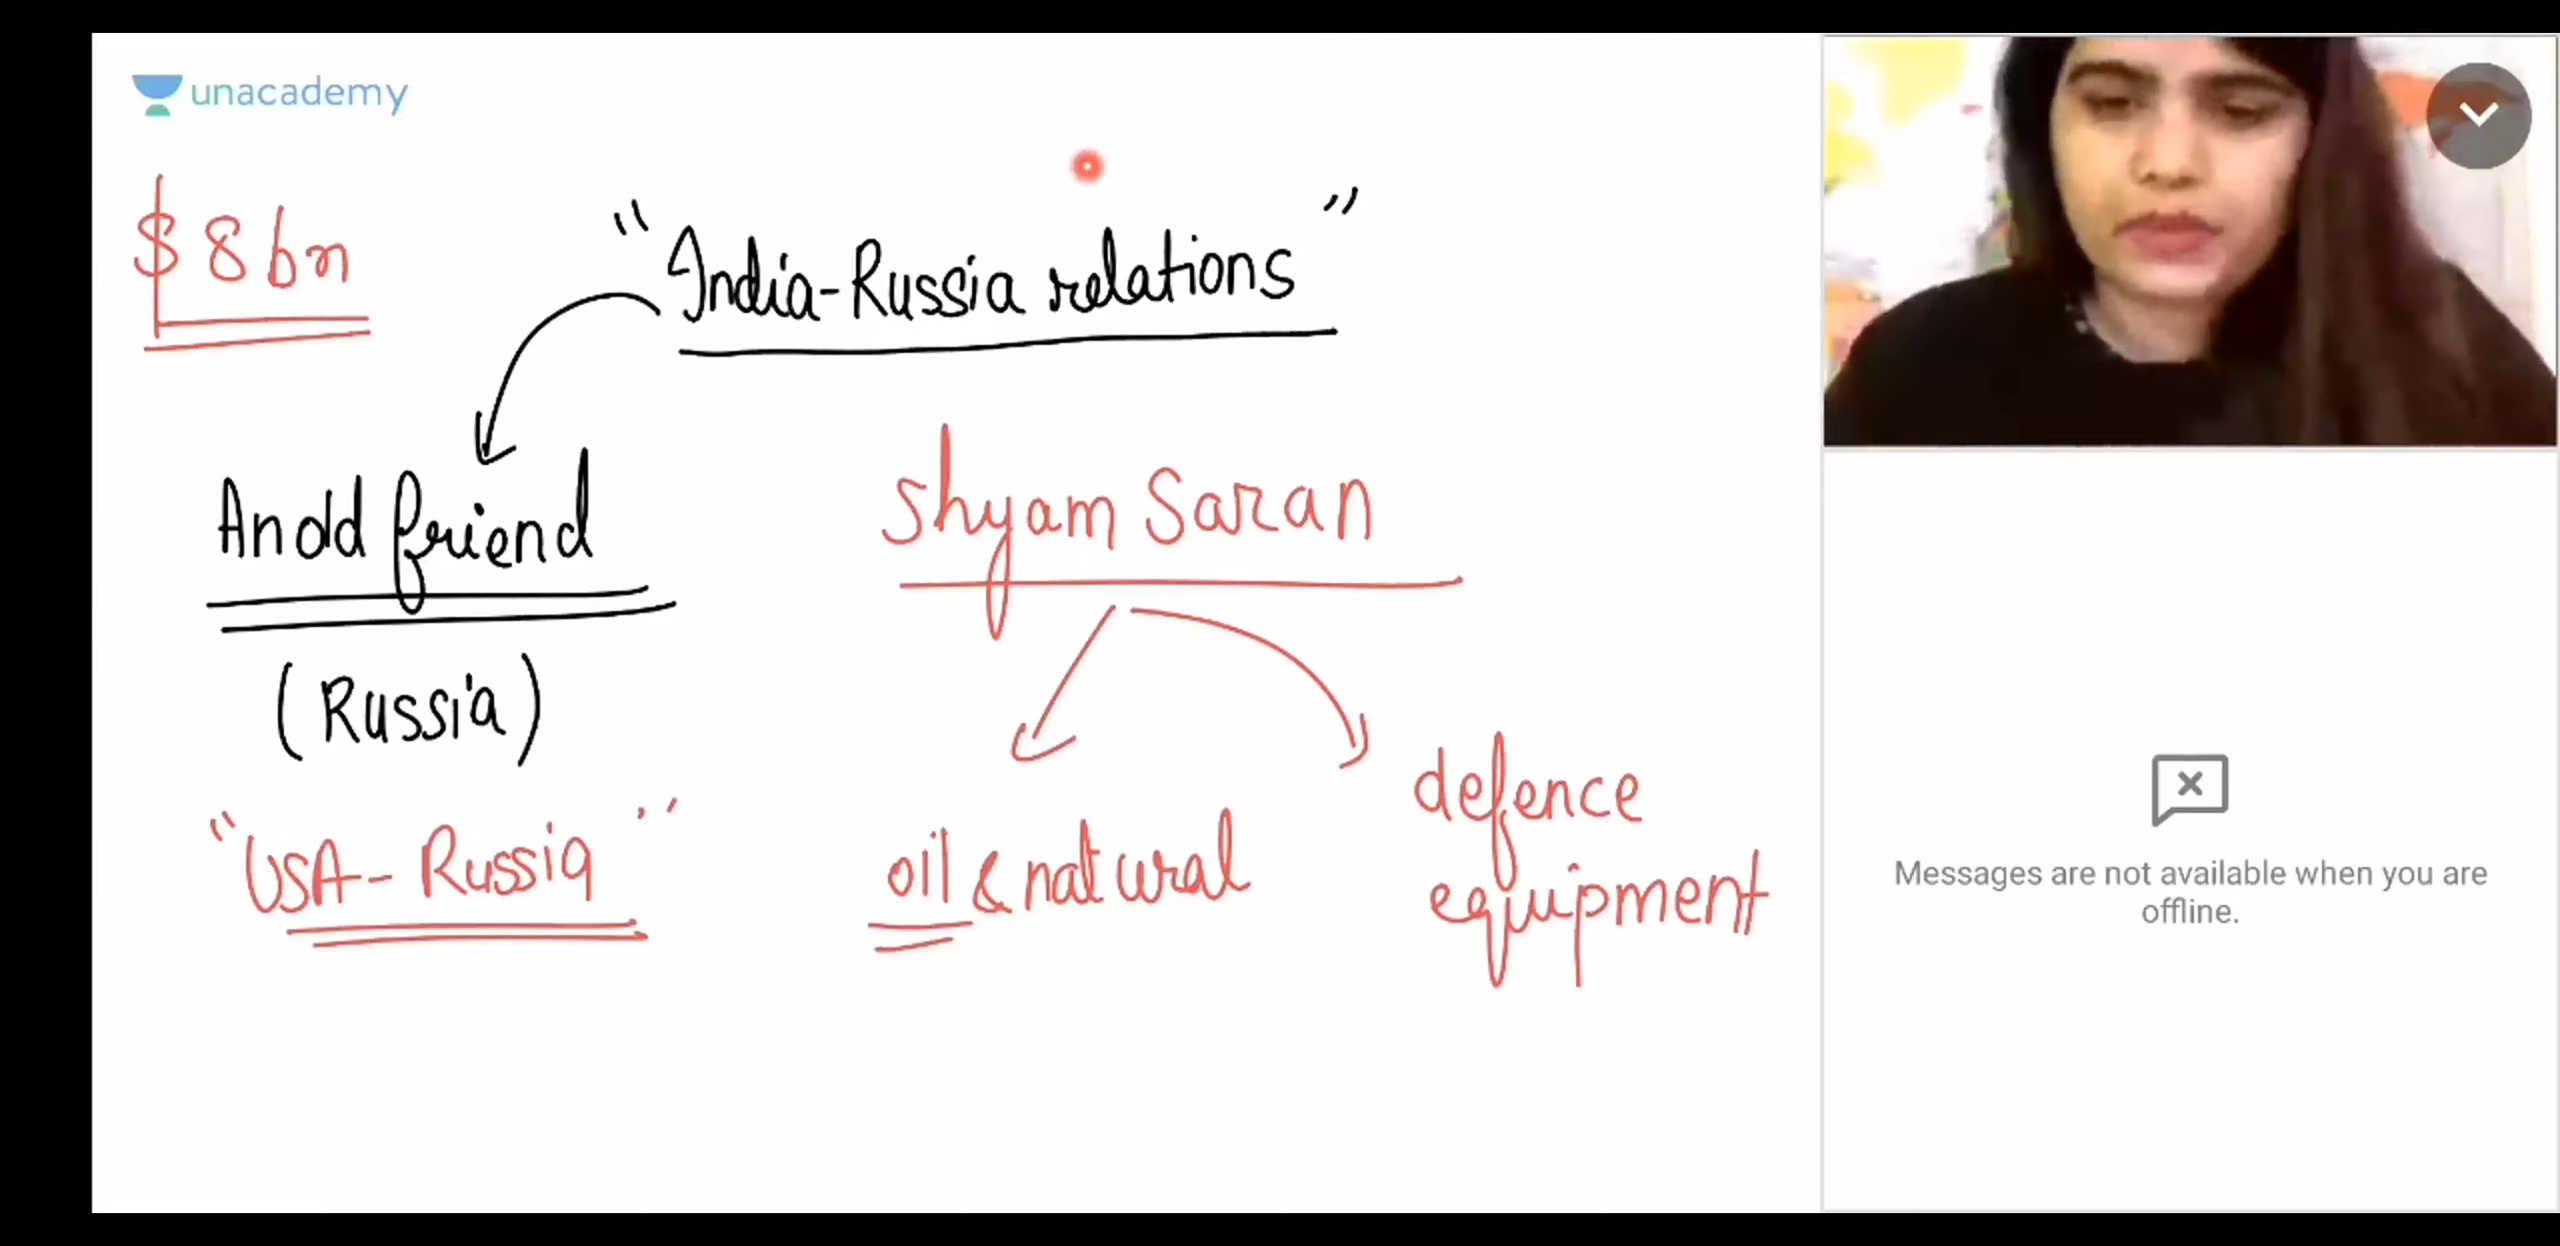 unacademy
$ 8 bn
"India-Russia relations"
An old friend
(Russia)
"USA-Russia"
Shyam Saran
oil & natural
defence
equipment
Messages are not available when you are
offline.